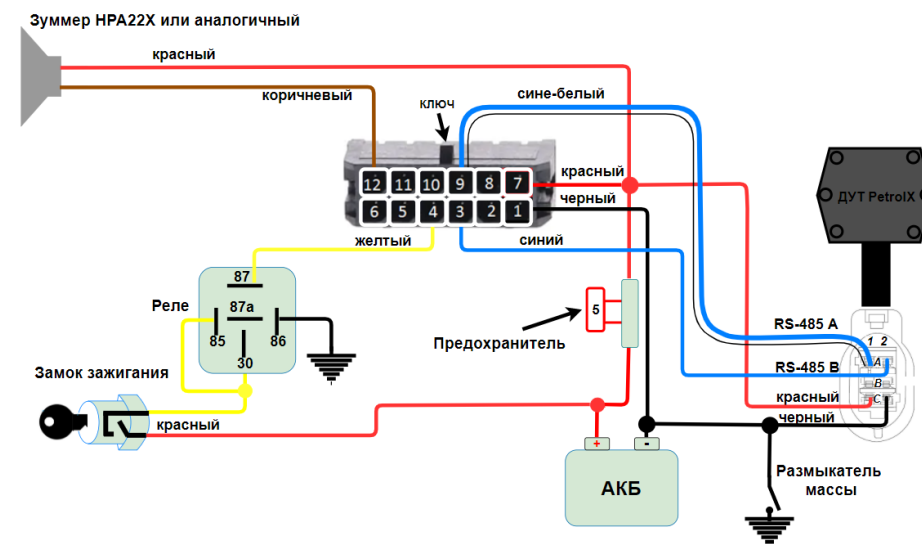 Зуммер HPA22X или аналогичный
красный
коричневый
ключ
сине-белый
12 11 10 9 8 7
6 5 4 3 2 1
красный
черный
желтый
синий
ДУТ PetrolX
87
87a
85
86
30
Реле
5
Предохранитель
RS-485 A
RS-485 B
1 2
A
B
C
красный
черный
Замок зажигания
красный
+
-
АКБ
Размыкатель
массы